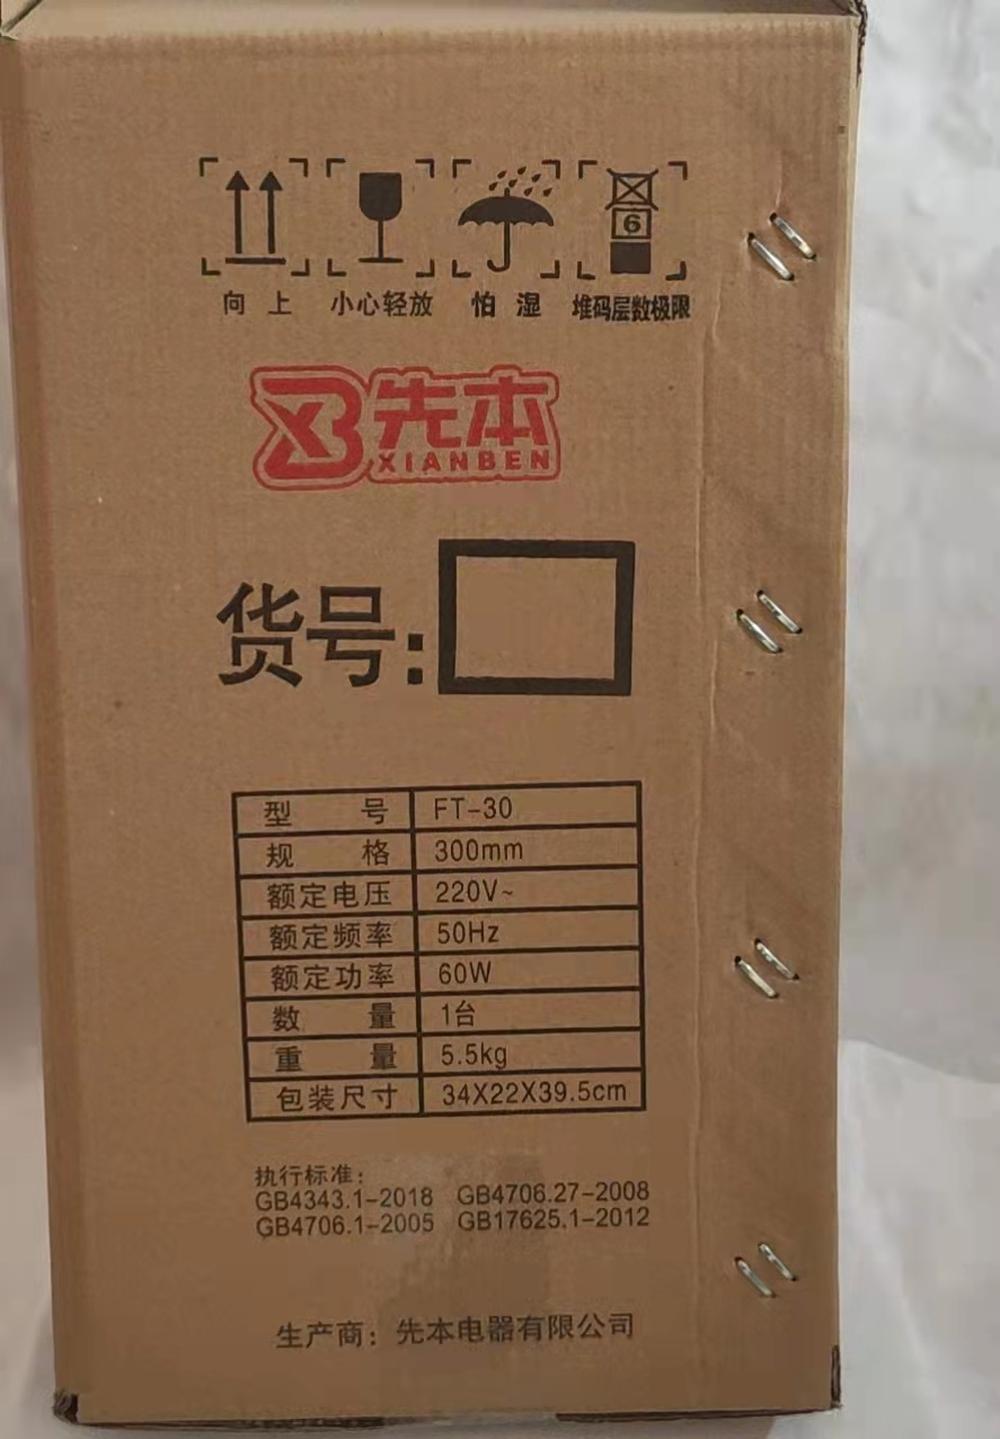 6
向上 小心轻放 怕湿 堆码层数极限
XB先本
XIANBEN
货号:
型号 FT-30
规格 300mm
额定电压 220V~
额定频率 50Hz
额定功率 60W
数量 1台
重量 5.5kg
包装尺寸 34X22X39.5cm
执行标准:
GB4343.1-2018 GB4706.27-2008
GB4706.1-2005 GB17625.1-2012
生产商: 先本电器有限公司